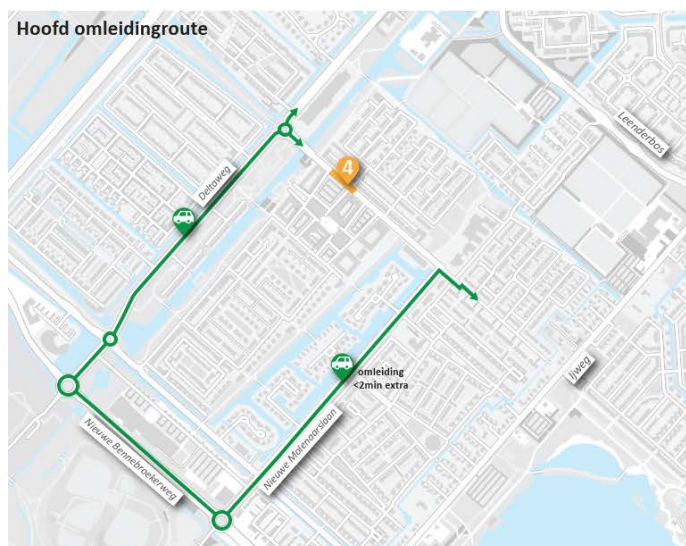 Hoofd omleidingroute
Leenderbos
4
Deltaweg
Ijweg
omleiding
<2min extra
Nieuwe Molenaarslaan
Nieuwe Bennebroekerweg